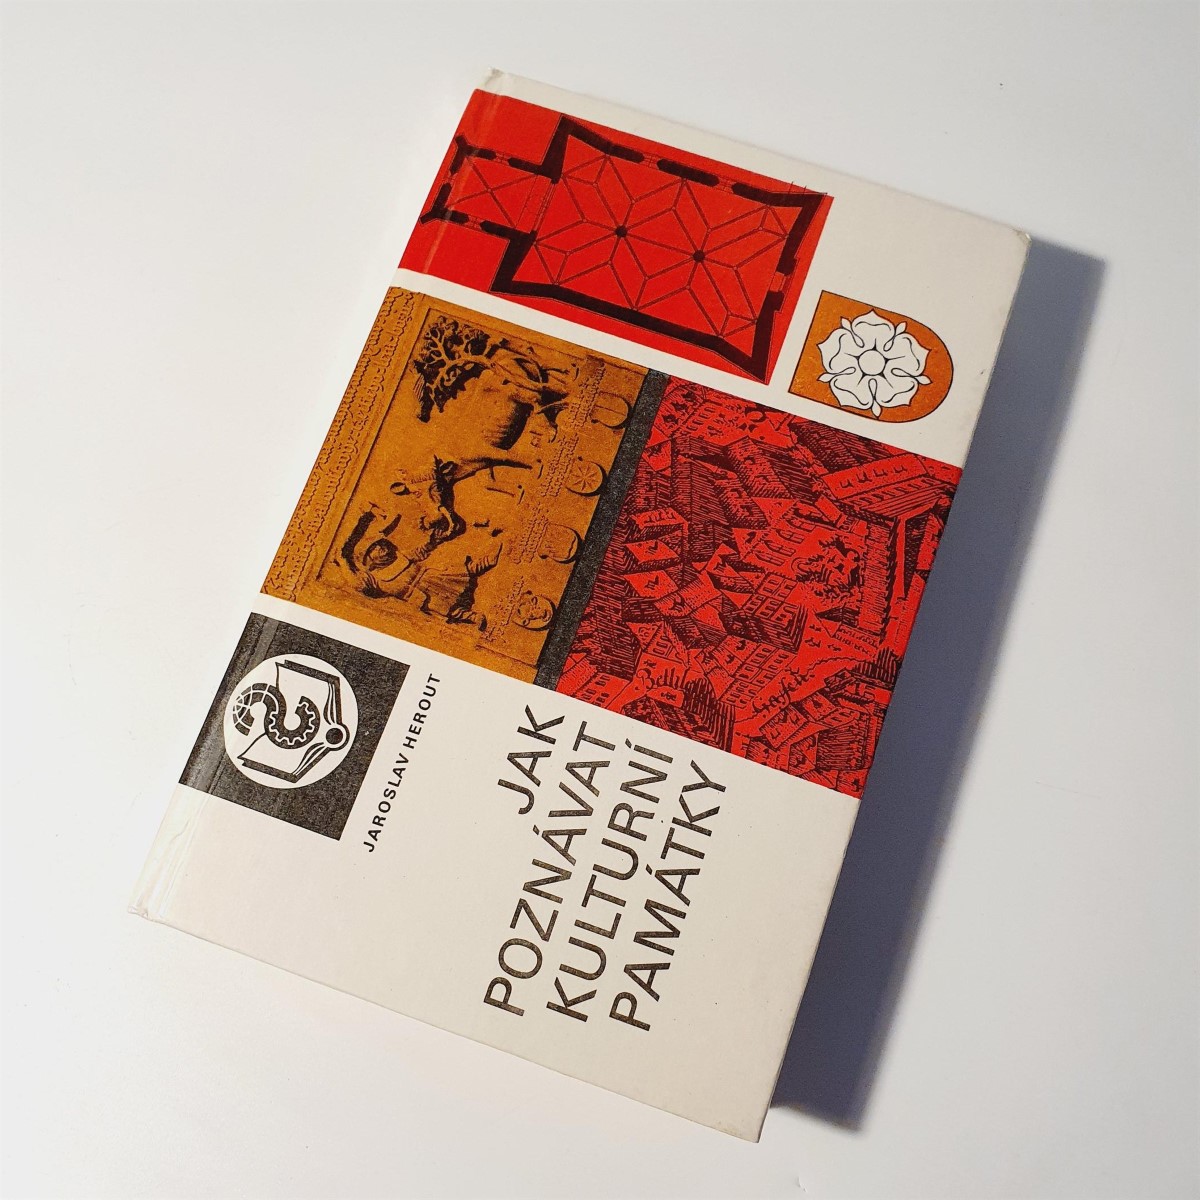 JAROSLAV HEROUT
JAK
POZNÁVAT
KULTURNÍ
PAMÁTKY